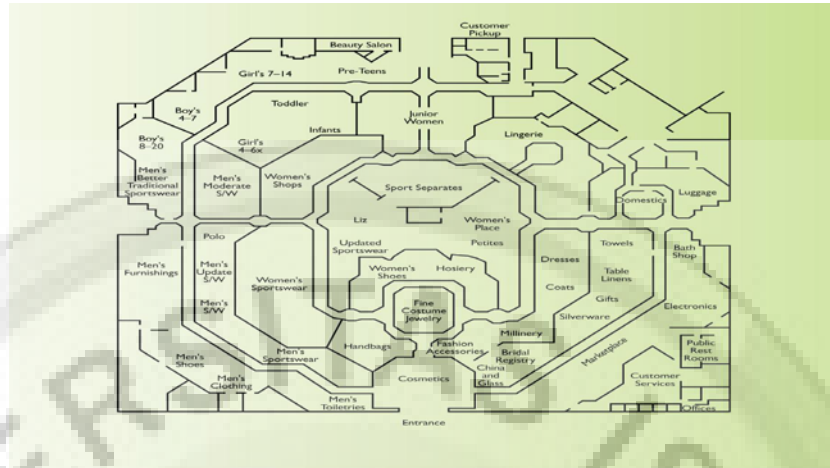 Customer
Pickup
Beauty Salon
Girl's 7–14
Pre-Teens
Toddler
Boy's
4–7
Junior
Women
Infants
Lingerie
Boy's
8–20
Girl's
4–6x
Men's
Better
Traditional
Sportswear
Men's
Moderate
S/W
Women's
Shops
Sport Separates
Luggage
Domestics
Liz
Women's
Place
Polo
Updated
Sportswear
Petites
Towels
Bath
Shop
Men's
Furnishings
Men's
Update
S/W
Women's
Shoes
Hosiery
Dresses
Table
Linens
Women's
Sportswear
Coats
Gifts
Men's
S/W
Fine
Costume
Jewelry
Silverware
Electronics
Millinery
Handbags
Fashion
Accessories
Bridal
Registry
Marketplace
Public
Rest
Rooms
Men's
Shoes
Men's
Sportswear
China
and
Glass
Men's
Clothing
Cosmetics
Customer
Services
Men's
Toiletries
Offices
Entrance